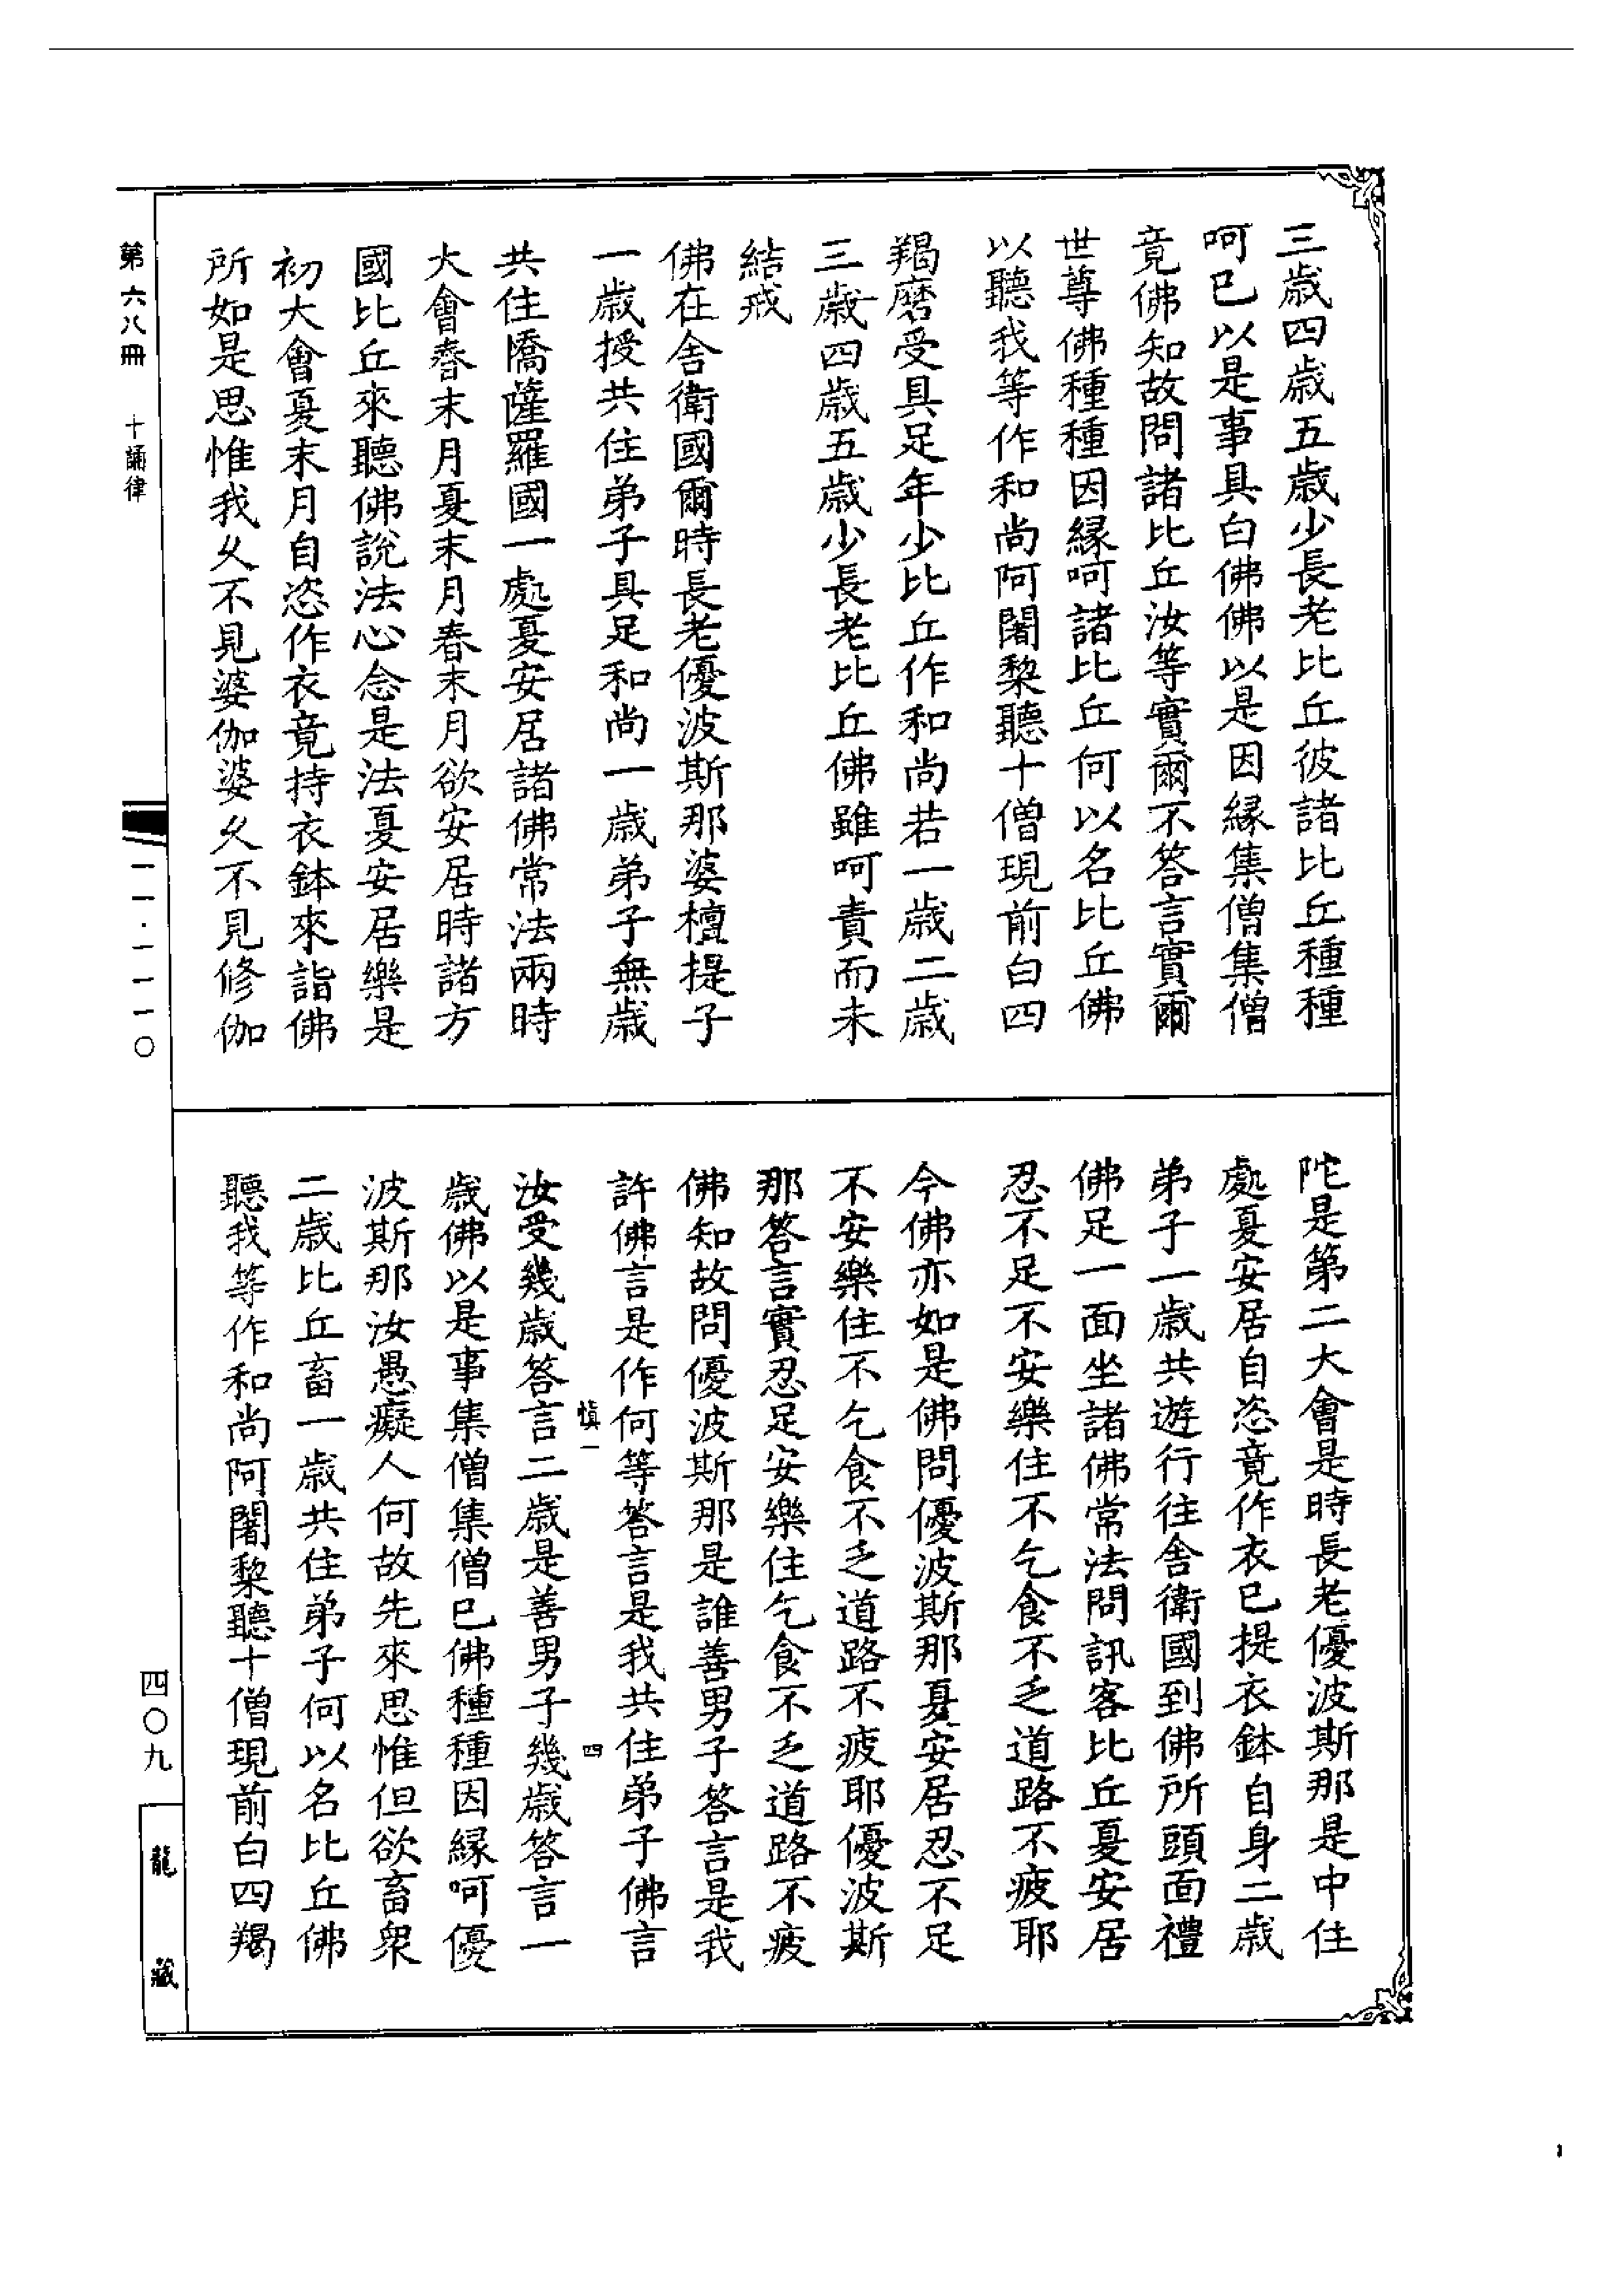 三歲四歲五歲少長老比丘彼諸比丘種種
呵已以是事具白佛佛以是因緣集僧集僧
竟佛知故問諸比丘汝等實爾不答言實爾
世尊佛種種因緣呵諸比丘何以名比丘佛
以聽我等作和尚阿闍黎聽十僧現前白四
羯磨受具足年少比丘作和尚若一歲二歲
三歲四歲五歲少長老比丘佛雖呵責而未
結戒
佛在舍衛國爾時長老優波斯那婆檀提子
一歲授共住弟子具足和尚一歲弟子無歲
共住憍薩羅國一處夏安居諸佛常法兩時
大會春末月夏末月春末月欲安居時諸方
國比丘來聽佛說法心念是法夏安居樂是
初大會夏末月自恣作衣竟持衣鉢來詣佛
所如是思惟我久不見婆伽婆久不見修伽
陀是第二大會是時長老優波斯那是中住
處夏安居自恣竟作衣已提衣鉢自身二歲
弟子一歲共遊行往舍衛國到佛所頭面禮
佛足一面坐諸佛常法問訊客比丘夏安居
忍不足不安樂住不乞食不乏道路不疲耶
今佛亦如是佛問優波斯那夏安居忍不足
不安樂住不乞食不乏道路不疲耶優波斯
那答言實忍足安樂住乞食不乏道路不疲
佛知故問優波斯那是誰善男子答言是我
許佛言是作何等答言是我共住弟子佛言
慎一 四
汝受幾歲答言二歲是善男子幾歲答言一
歲佛以是事集僧集僧已佛種種因緣呵優
波斯那汝愚癡人何故先來思惟但欲畜衆
二歲比丘畜一歲共住弟子何以名比丘佛
聽我等作和尚阿闍黎聽十僧現前白四羯
第六八冊 十誦律
一一·一一一〇
四〇九
龍藏